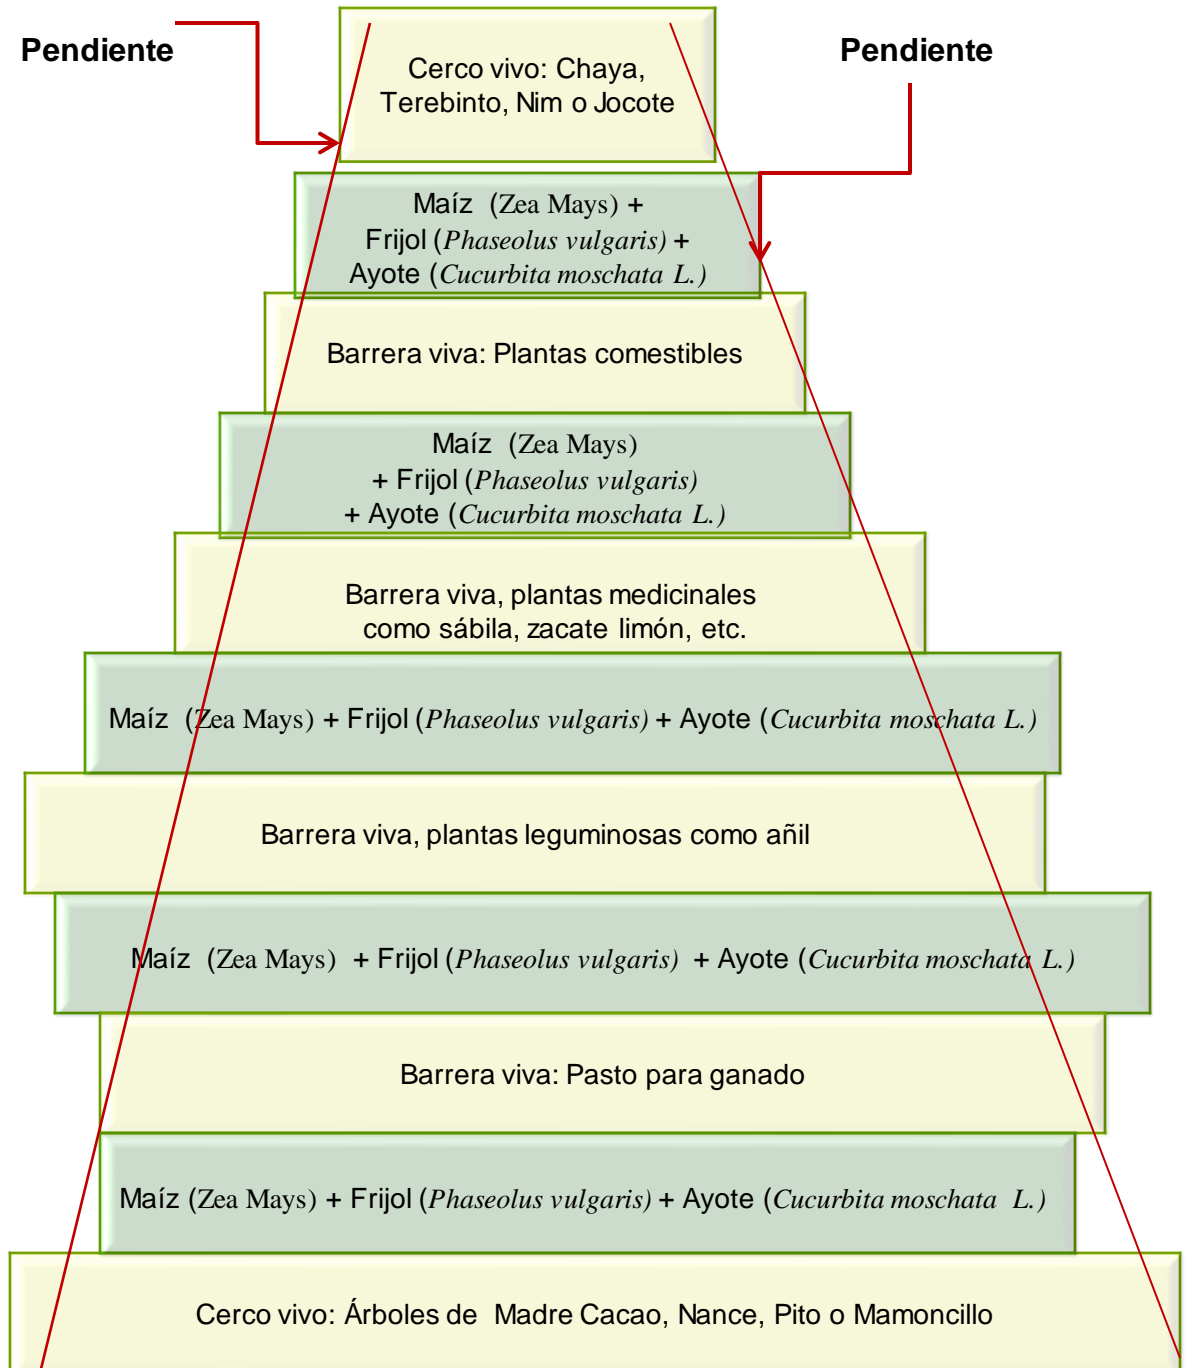 Pendiente
Pendiente
Cerco vivo: Chaya,
Terebinto, Nim o Jocote
Maíz (Zea Mays) +
Frijol (Phaseolus vulgaris) +
Ayote (Cucurbita moschata L.)
Barrera viva: Plantas comestibles
Maíz (Zea Mays)
+ Frijol (Phaseolus vulgaris)
+ Ayote (Cucurbita moschata L.)
Barrera viva, plantas medicinales
como sábila, zacate limón, etc.
Maíz (Zea Mays) + Frijol (Phaseolus vulgaris) + Ayote (Cucurbita moschata L.)
Barrera viva, plantas leguminosas como añil
Maíz (Zea Mays) + Frijol (Phaseolus vulgaris) + Ayote (Cucurbita moschata L.)
Barrera viva: Pasto para ganado
Maíz (Zea Mays) + Frijol (Phaseolus vulgaris) + Ayote (Cucurbita moschata L.)
Cerco vivo: Árboles de Madre Cacao, Nance, Pito o Mamoncillo